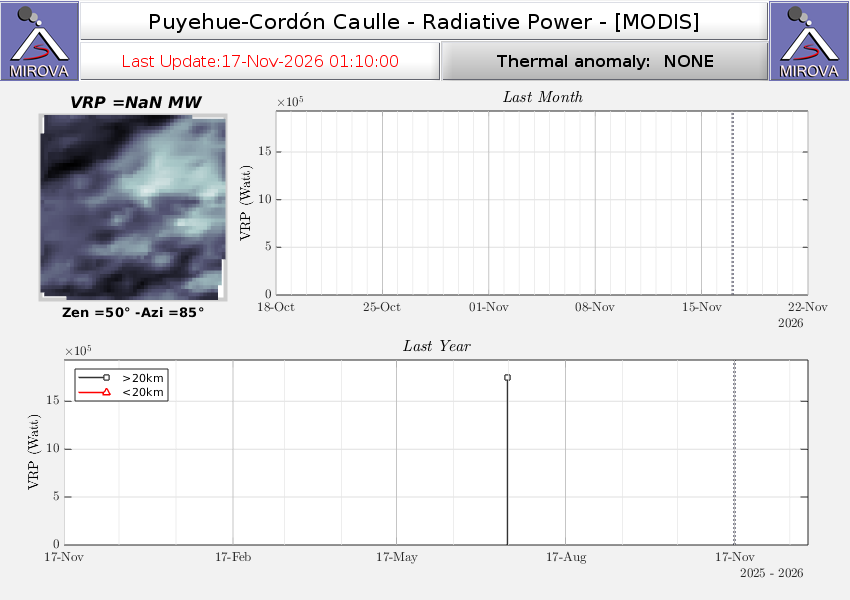 Puyehue-Cordón Caulle - Radiative Power - [MODIS]
MIROVA
Last Update:17-Nov-2026 01:10:00
Thermal anomaly: NONE
MIROVA
VRP =NaN MW
Zen =50° -Azi =85°
Last Month
×10⁵
VRP (Watt)
15
10
5
0
18-Oct 25-Oct 01-Nov 08-Nov 15-Nov 22-Nov
2026
Last Year
×10⁵
VRP (Watt)
>20km
<20km
15
10
5
0
17-Nov 17-Feb 17-May 17-Aug 17-Nov
2025 - 2026